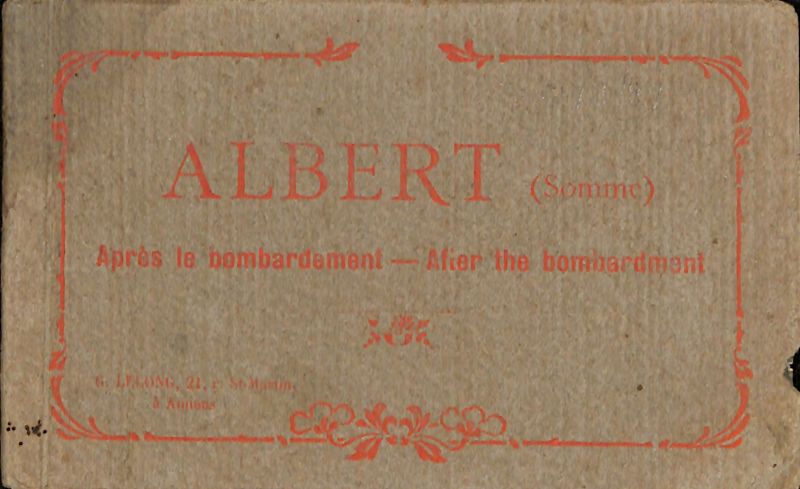 ALBERT (Somme)
Après le bombardement — After the bombardment
G. LELONG, 21, r. St-Martin,
à Amiens